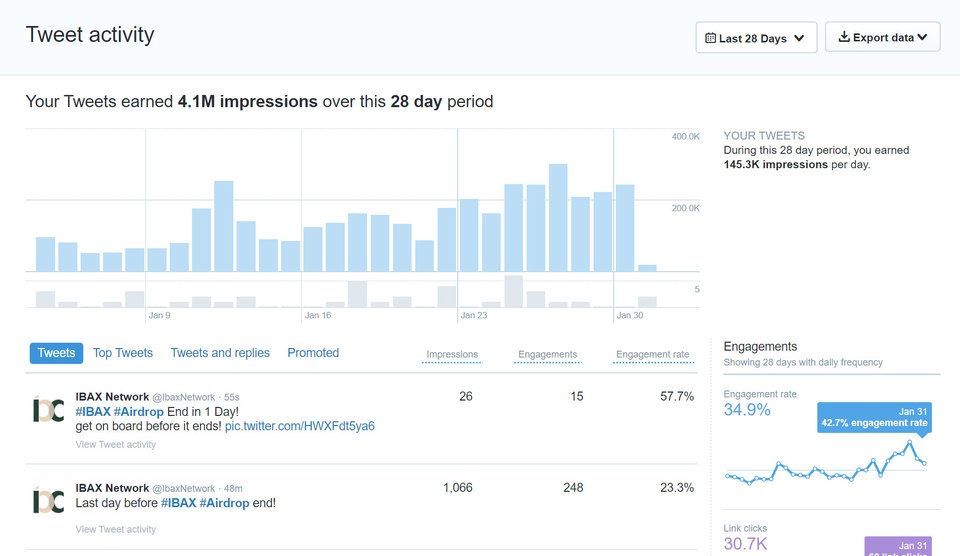 Tweet activity
Last 28 Days
Export data
Your Tweets earned 4.1M impressions over this 28 day period
400.0K
200.0K
5
Jan 9
Jan 16
Jan 23
Jan 30
YOUR TWEETS
During this 28 day period, you earned
145.3K impressions per day.
Tweets
Top Tweets
Tweets and replies
Promoted
Impressions
Engagements
Engagement rate
ibc
IBAX Network @IbaxNetwork · 55s
26
15
57.7%
#IBAX #Airdrop End in 1 Day!
get on board before it ends! pic.twitter.com/HWXFdt5ya6
View Tweet activity
ibc
IBAX Network @IbaxNetwork · 48m
1,066
248
23.3%
Last day before #IBAX #Airdrop end!
View Tweet activity
Engagements
Showing 28 days with daily frequency
Engagement rate
34.9%
Jan 31
42.7% engagement rate
Link clicks
30.7K
Jan 31